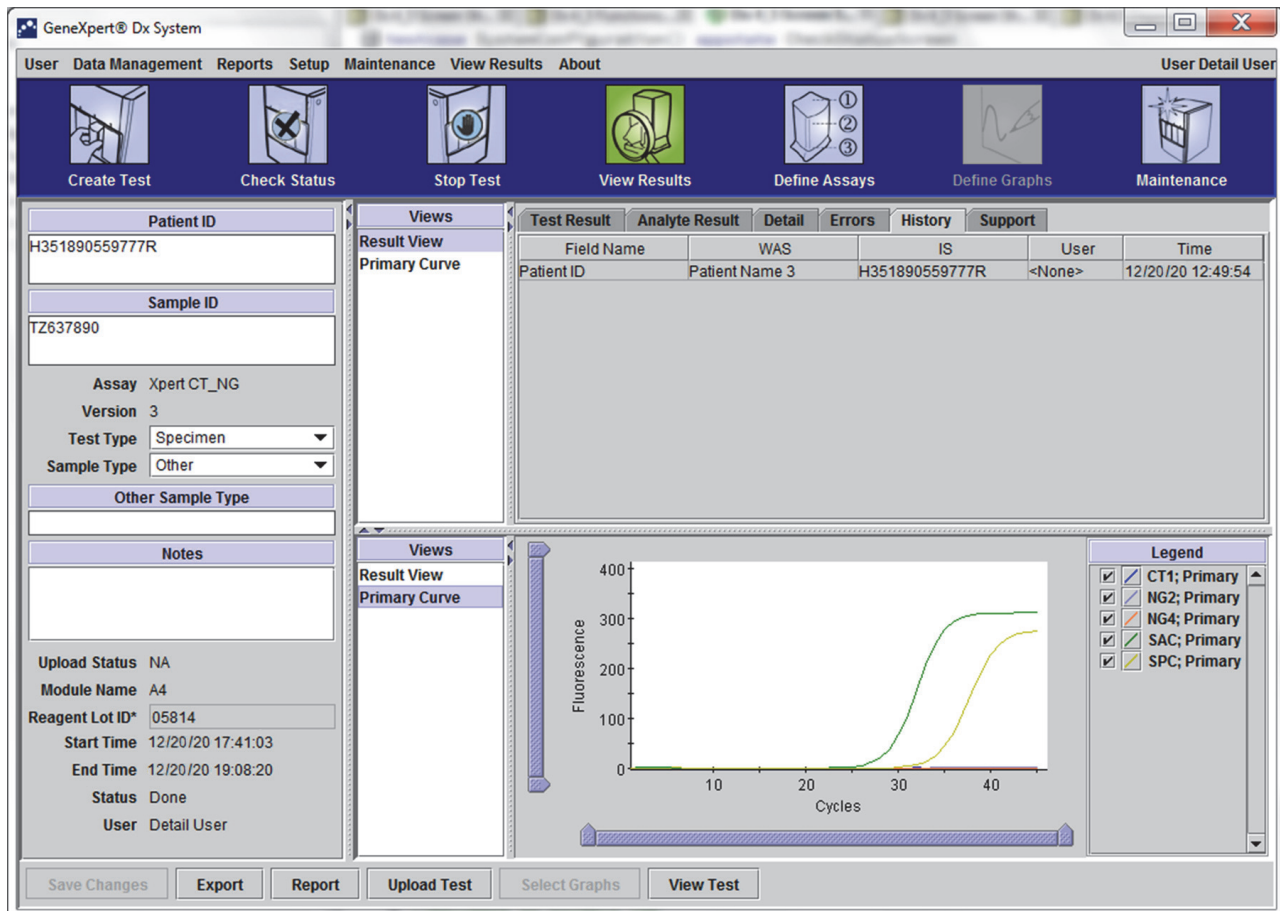 GeneXpert® Dx System
User Data Management Reports Setup Maintenance View Results About User Detail User
Create Test Check Status Stop Test View Results Define Assays Define Graphs Maintenance
Patient ID
H351890559777R
Sample ID
TZ637890
Assay Xpert CT_NG
Version 3
Test Type Specimen
Sample Type Other
Other Sample Type
Notes
Upload Status NA
Module Name A4
Reagent Lot ID* 05814
Start Time 12/20/20 17:41:03
End Time 12/20/20 19:08:20
Status Done
User Detail User
Views
Result View
Primary Curve
Test Result Analyte Result Detail Errors History Support
Field Name WAS IS User Time
Patient ID Patient Name 3 H351890559777R <None> 12/20/20 12:49:54
Views
Result View
Primary Curve
400
300
200
100
0
Fluorescence
10 20 30 40
Cycles
Legend
CT1; Primary
NG2; Primary
NG4; Primary
SAC; Primary
SPC; Primary
Save Changes Export Report Upload Test Select Graphs View Test